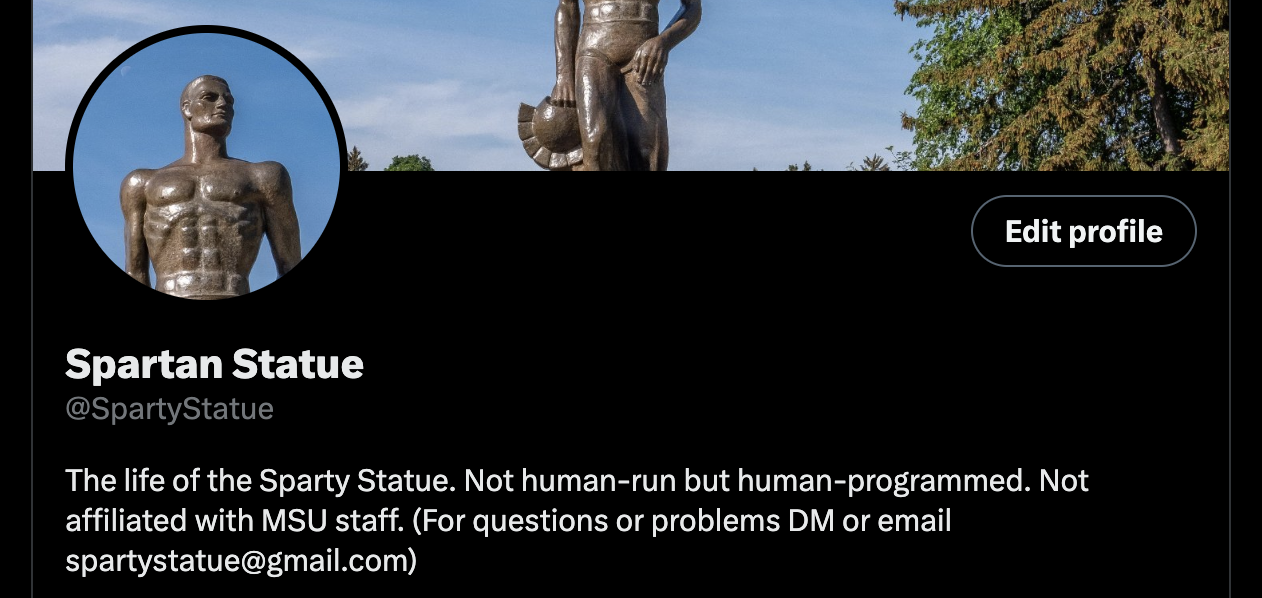 Edit profile
Spartan Statue
@SpartyStatue
The life of the Sparty Statue. Not human-run but human-programmed. Not
affiliated with MSU staff. (For questions or problems DM or email
spartystatue@gmail.com)